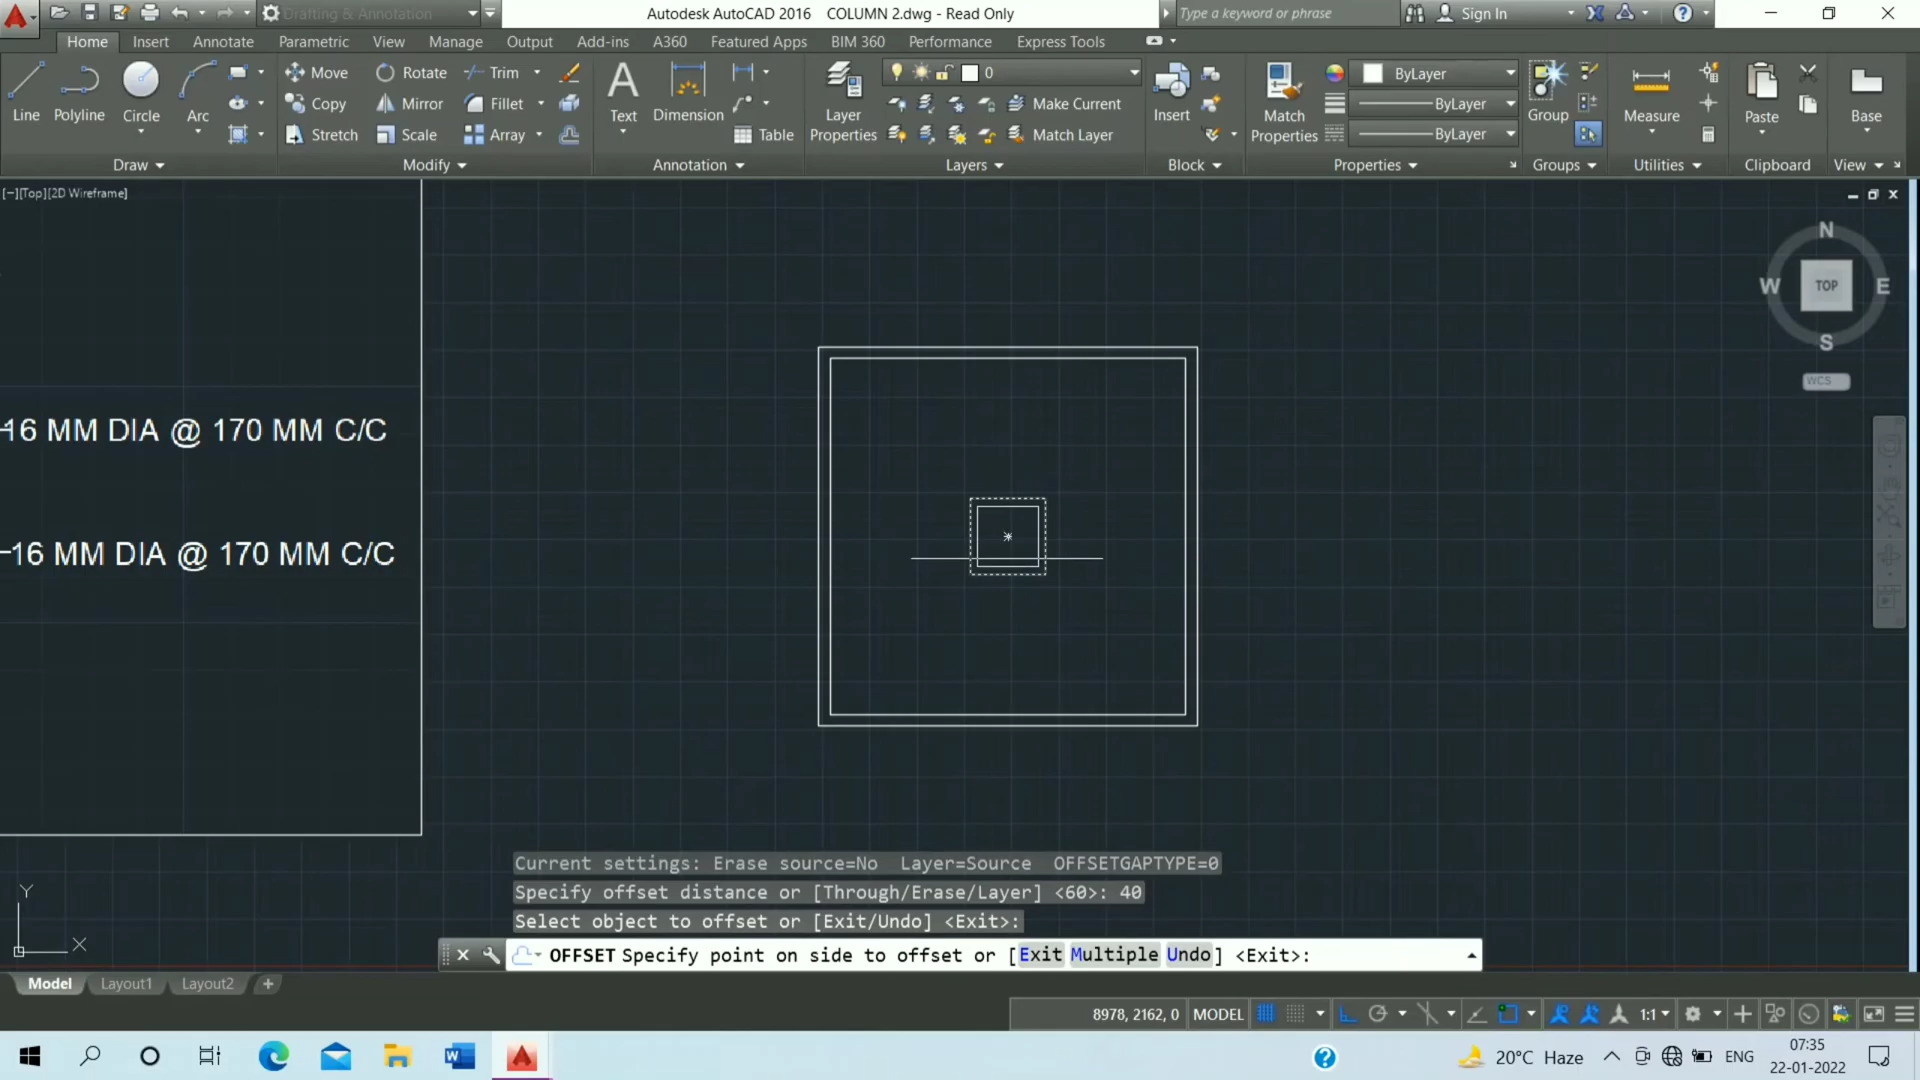 Drafting & Annotation
Autodesk AutoCAD 2016 COLUMN 2.dwg - Read Only
Type a keyword or phrase
Sign In
Home Insert Annotate Parametric View Manage Output Add-ins A360 Featured Apps BIM 360 Performance Express Tools
Move Rotate Trim
ByLayer
0
Line Polyline Circle Arc
Copy Mirror Fillet
Text Dimension
Layer Properties
Make Current
Insert
Match Properties
ByLayer
Group
Measure
Paste
Base
Stretch Scale Array
Table
Match Layer
ByLayer
Draw Modify Annotation Layers Block Properties Groups Utilities Clipboard View
[−][Top][2D Wireframe]
N
W TOP E
S
WCS
16 MM DIA @ 170 MM C/C
16 MM DIA @ 170 MM C/C
Current settings: Erase source=No Layer=Source OFFSETGAPTYPE=0
Specify offset distance or [Through/Erase/Layer] <60>: 40
Select object to offset or [Exit/Undo] <Exit>:
OFFSET Specify point on side to offset or [Exit Multiple Undo] <Exit>:
Y
X
Model Layout1 Layout2 +
8978, 2162, 0 MODEL 1:1
20°C Haze ENG
07:35
22-01-2022